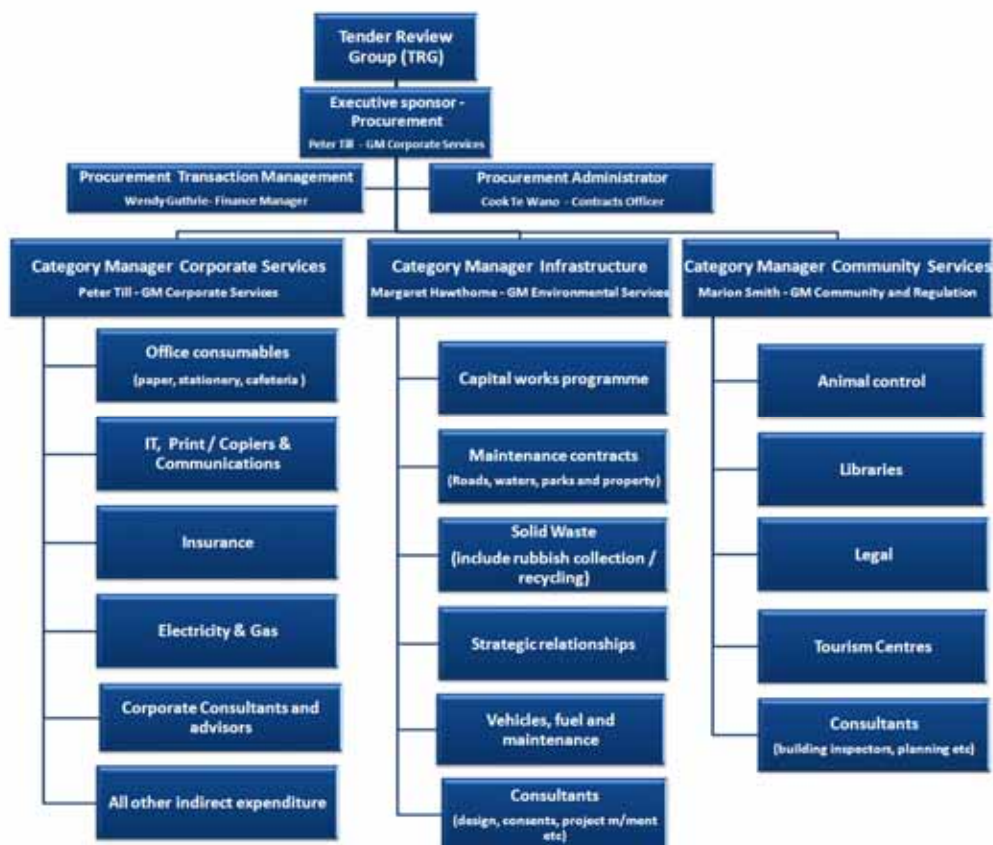 Tender Review
Group (TRG)
Executive sponsor -
Procurement
Peter Till - GM Corporate Services
Procurement Transaction Management
Wendy Guthrie- Finance Manager
Procurement Administrator
Cook Te Wano - Contracts Officer
Category Manager Corporate Services
Peter Till - GM Corporate Services
Office consumables
(paper, stationery, cafeteria )
IT, Print / Copiers &
Communications
Insurance
Electricity & Gas
Corporate Consultants and
advisors
All other indirect expenditure
Category Manager Infrastructure
Margaret Hawthorne - GM Environmental Services
Capital works programme
Maintenance contracts
(Roads, waters, parks and property)
Solid Waste
(include rubbish collection /
recycling)
Strategic relationships
Vehicles, fuel and
maintenance
Consultants
(design, consents, project m/ment
etc)
Category Manager Community Services
Marion Smith - GM Community and Regulation
Animal control
Libraries
Legal
Tourism Centres
Consultants
(building inspectors, planning etc)